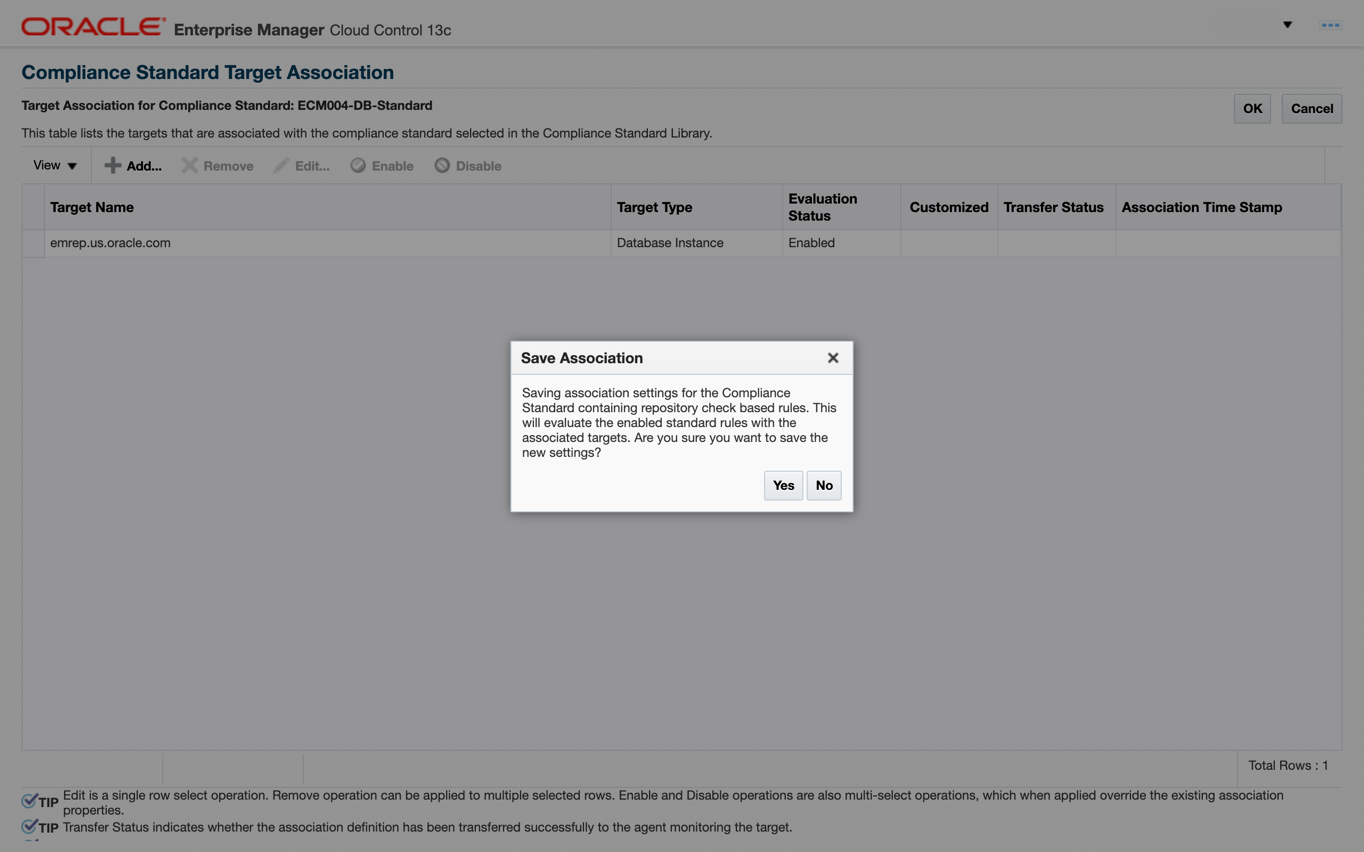 ORACLE Enterprise Manager Cloud Control 13c
Compliance Standard Target Association
Target Association for Compliance Standard: ECM004-DB-Standard
OK Cancel
This table lists the targets that are associated with the compliance standard selected in the Compliance Standard Library.
View Add... Remove Edit... Enable Disable
Target Name Target Type Evaluation Status Customized Transfer Status Association Time Stamp
emrep.us.oracle.com Database Instance Enabled
Save Association
Saving association settings for the Compliance
Standard containing repository check based rules. This
will evaluate the enabled standard rules with the
associated targets. Are you sure you want to save the
new settings?
Yes No
Total Rows : 1
TIP Edit is a single row select operation. Remove operation can be applied to multiple selected rows. Enable and Disable operations are also multi-select operations, which when applied override the existing association
properties.
TIP Transfer Status indicates whether the association definition has been transferred successfully to the agent monitoring the target.